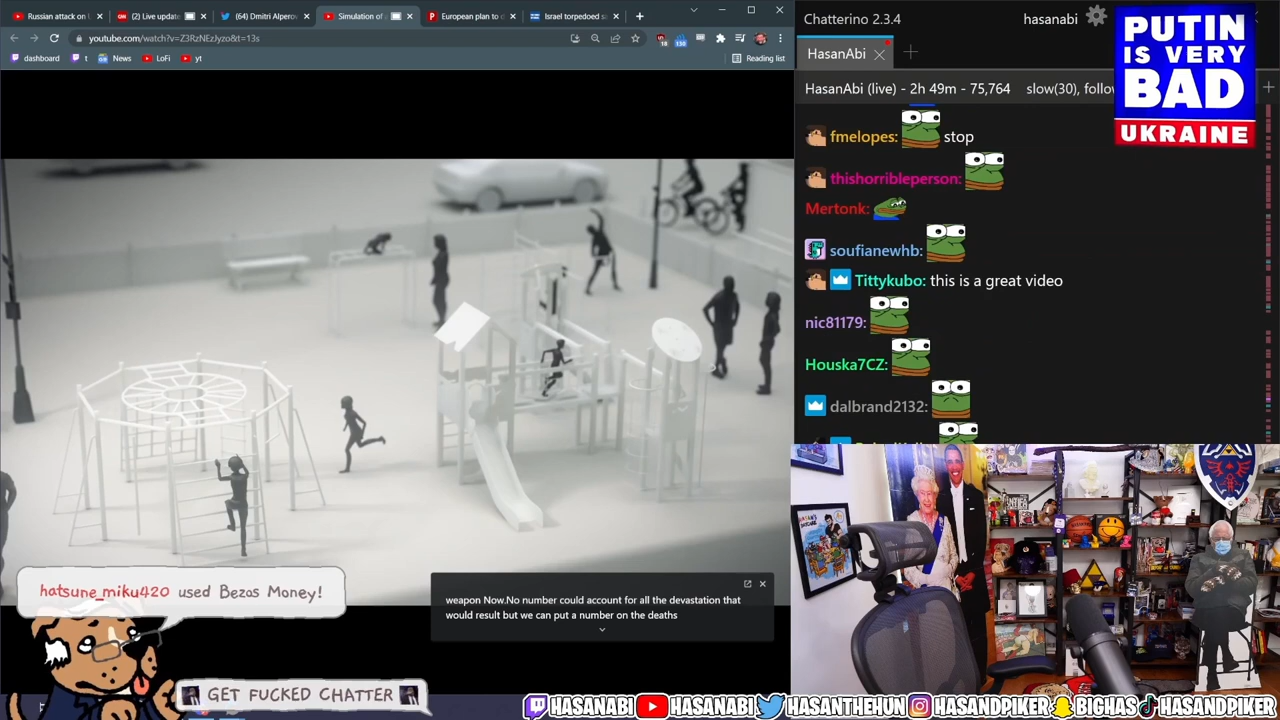 Russian attack on U
(2) Live update
(64) Dmitri Alperov
Simulation of a
European plan to c
Israel torpedoed sa
youtube.com/watch?v=Z3RzNEzJyzo&t=13s
dashboard
t
News
LoFi
yt
Reading list
hatsune_miku420 used Bezos Money!
GET FUCKED CHATTER
weapon Now.No number could account for all the devastation that
would result but we can put a number on the deaths
Chatterino 2.3.4
hasanabi
HasanAbi
HasanAbi (live) - 2h 49m - 75,764 slow(30), follow
PUTIN
IS VERY
BAD
UKRAINE
fmelopes: stop
thishorribleperson:
Mertonk:
soufianewhb:
Tittykubo: this is a great video
nic81179:
Houska7CZ:
dalbrand2132:
HASANABI HASANABI HASANTHEHUN HASANDPIKER BIGHAS HASANDPIKER